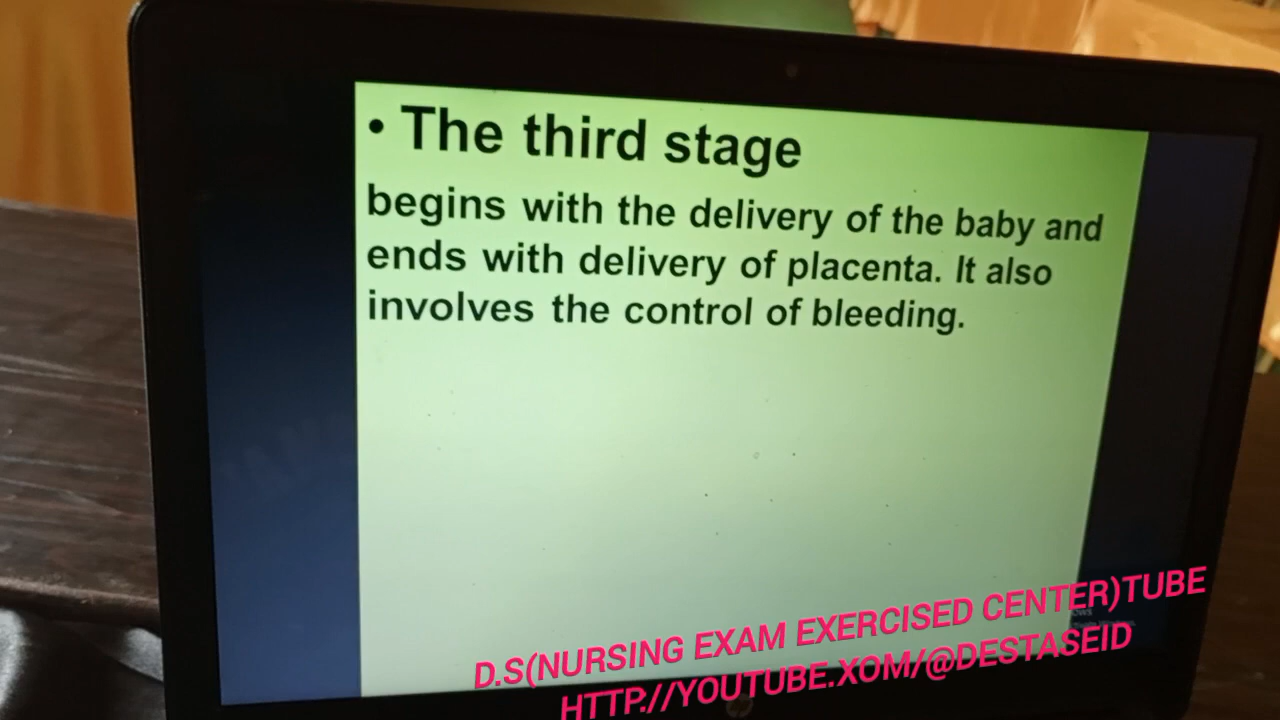 • The third stage
begins with the delivery of the baby and
ends with delivery of placenta. It also
involves the control of bleeding.
D.S(NURSING EXAM EXERCISED CENTER)TUBE
HTTP.//YOUTUBE.XOM/@DESTASEID